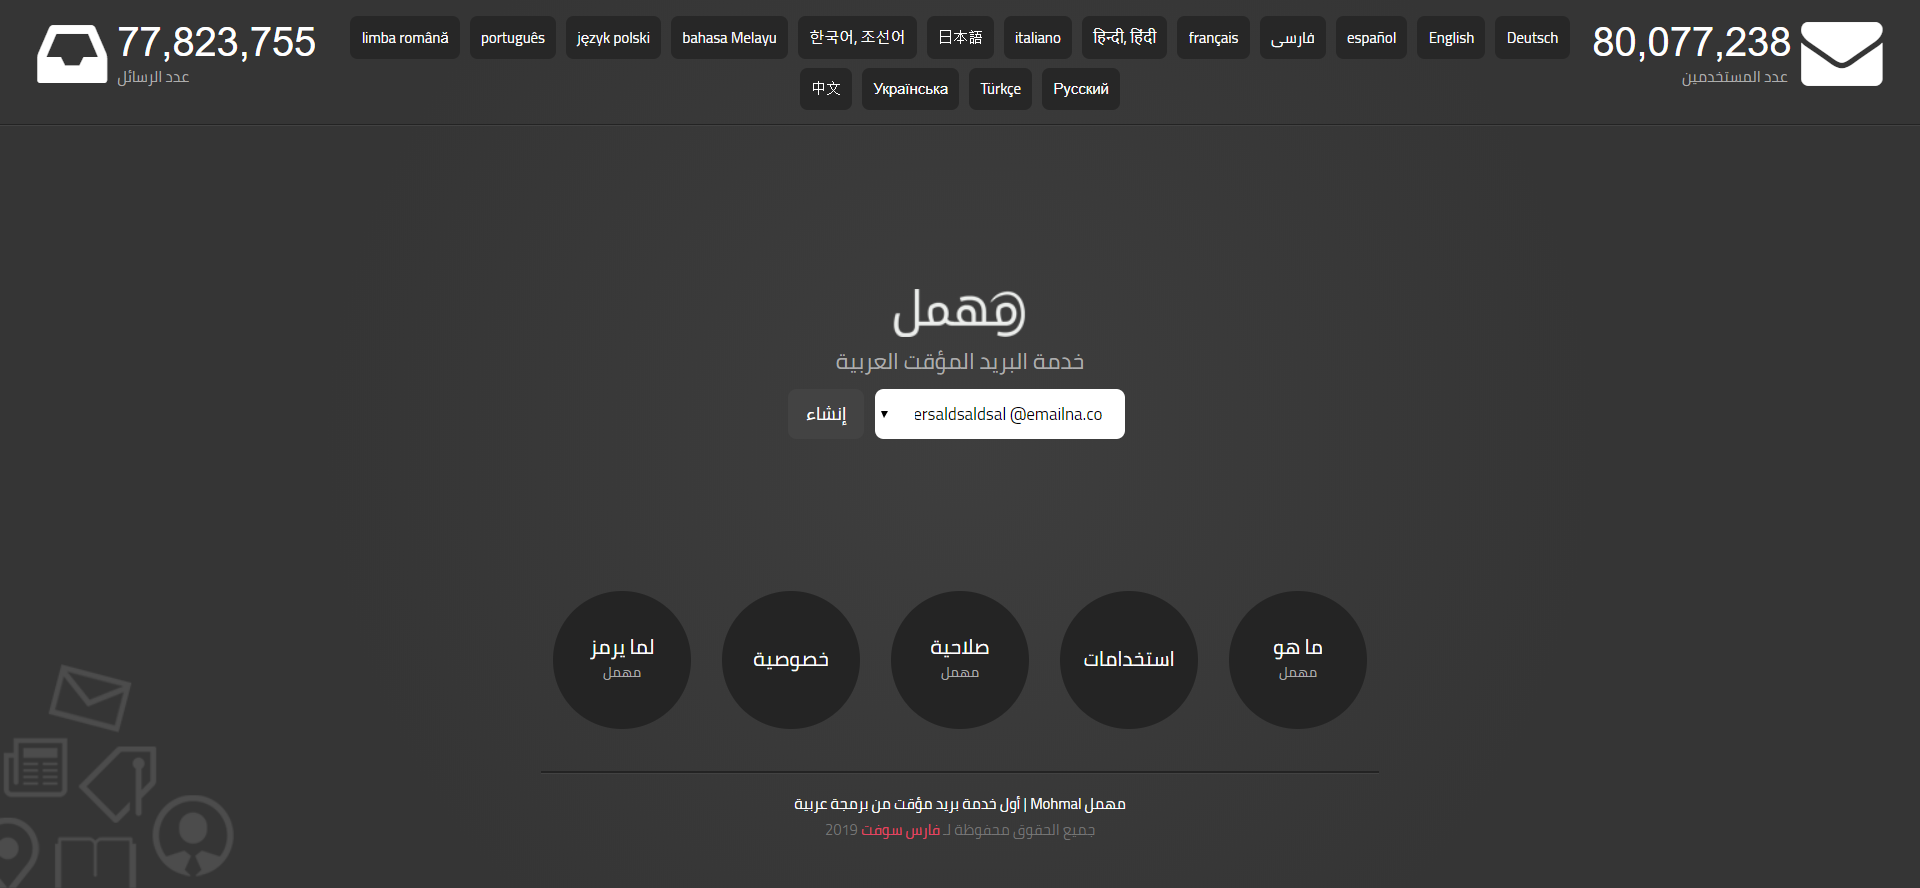 77,823,755
عدد الرسائل
limba română
português
język polski
bahasa Melayu
한국어, 조선어
日本語
italiano
हिन्दी, हिंदी
français
فارسی
español
English
Deutsch
80,077,238
عدد المستخدمين
中文
Українська
Türkçe
Русский
مهمل
خدمة البريد المؤقت العربية
ersaldsaldsal @emailna.co
إنشاء
ما هو
مهمل
استخدامات
صلاحية
مهمل
خصوصية
لما يرمز
مهمل
مهمل Mohmal | أول خدمة بريد مؤقت من برمجة عربية
جميع الحقوق محفوظة لـ فارس سوفت 2019